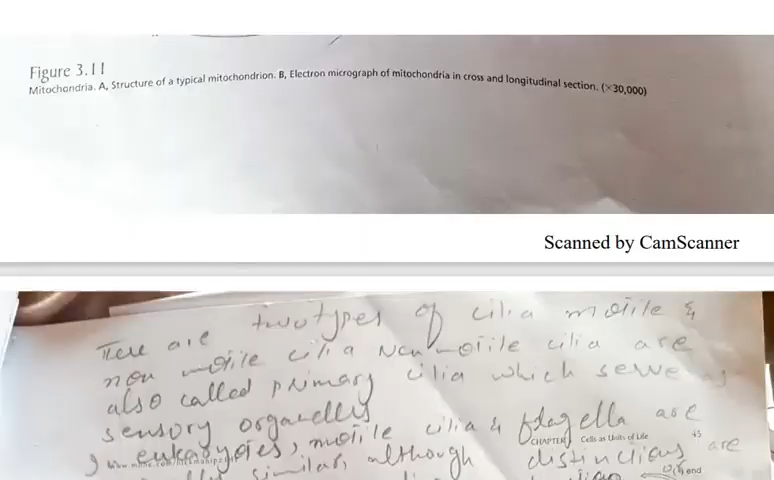 Figure 3.11
Mitochondria. A, Structure of a typical mitochondrion. B, Electron micrograph of mitochondria in cross and longitudinal section. (×30,000)
Scanned by CamScanner
There are two types of cilia motile &
non motile cilia Non motile cilia are
also called primary cilia which serve as
sensory organelles
CHAPTER Cells as Units of Life 45
eukaryotes, motile cilia & flagella are
similar, although distinctions are